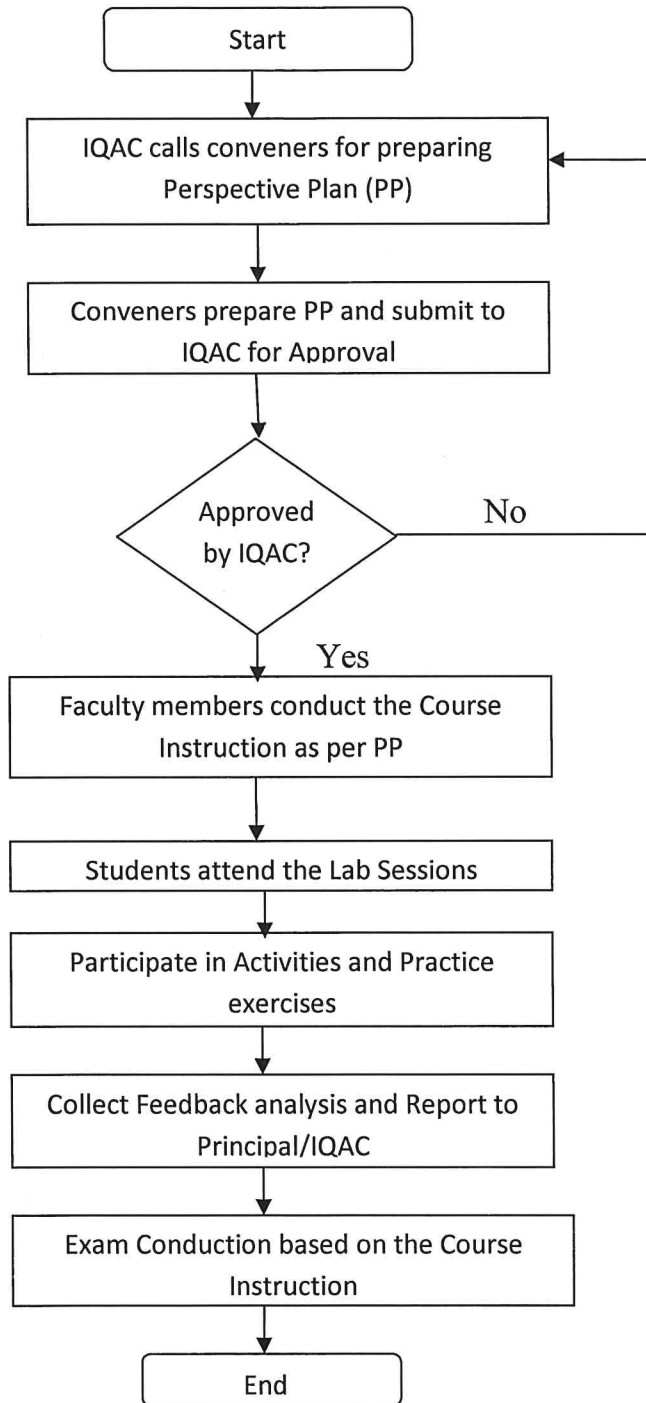 Start
IQAC calls conveners for preparing
Perspective Plan (PP)
Conveners prepare PP and submit to
IQAC for Approval
Approved
by IQAC?
No
Yes
Faculty members conduct the Course
Instruction as per PP
Students attend the Lab Sessions
Participate in Activities and Practice
exercises
Collect Feedback analysis and Report to
Principal/IQAC
Exam Conduction based on the Course
Instruction
End